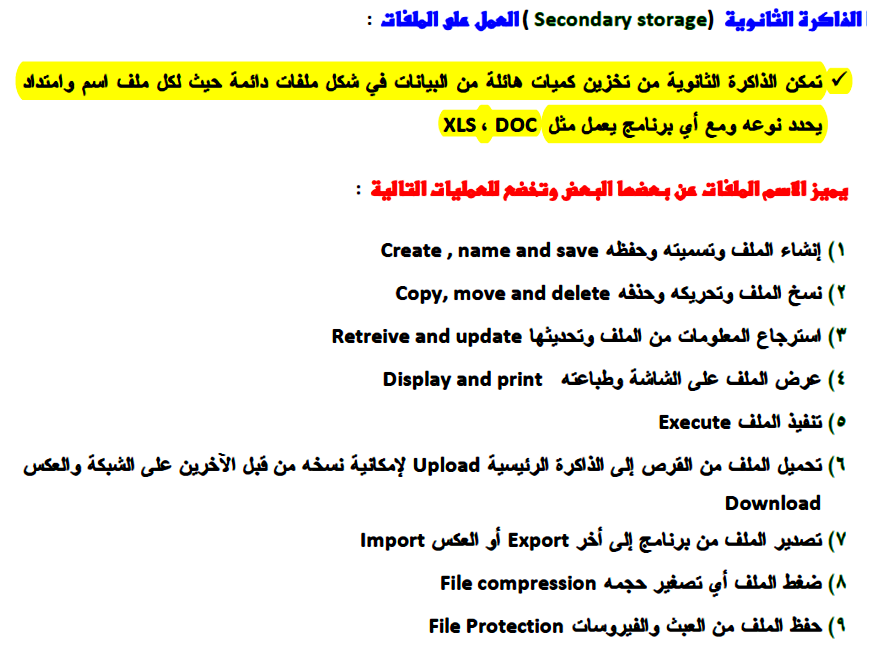 الذاكرة الثانوية (Secondary storage) العمل على الملفات :
✓ تمكن الذاكرة الثانوية من تخزين كميات هائلة من البيانات في شكل ملفات دائمة حيث لكل ملف اسم وامتداد
يحدد نوعه ومع أي برنامج يعمل مثل XLS ، DOC
يميز الاسم الملفات عن بعضها البعض وتخضع للعمليات التالية :
١) إنشاء الملف وتسميته وحفظه Create , name and save
٢) نسخ الملف وتحريكه وحذفه Copy, move and delete
٣) استرجاع المعلومات من الملف وتحديثها Retreive and update
٤) عرض الملف على الشاشة وطباعته Display and print
٥) تنفيذ الملف Execute
٦) تحميل الملف من القرص إلى الذاكرة الرئيسية Upload لإمكانية نسخه من قبل الآخرين على الشبكة والعكس
Download
٧) تصدير الملف من برنامج إلى أخر Export أو العكس Import
٨) ضغط الملف أي تصغير حجمه File compression
٩) حفظ الملف من العبث والفيروسات File Protection